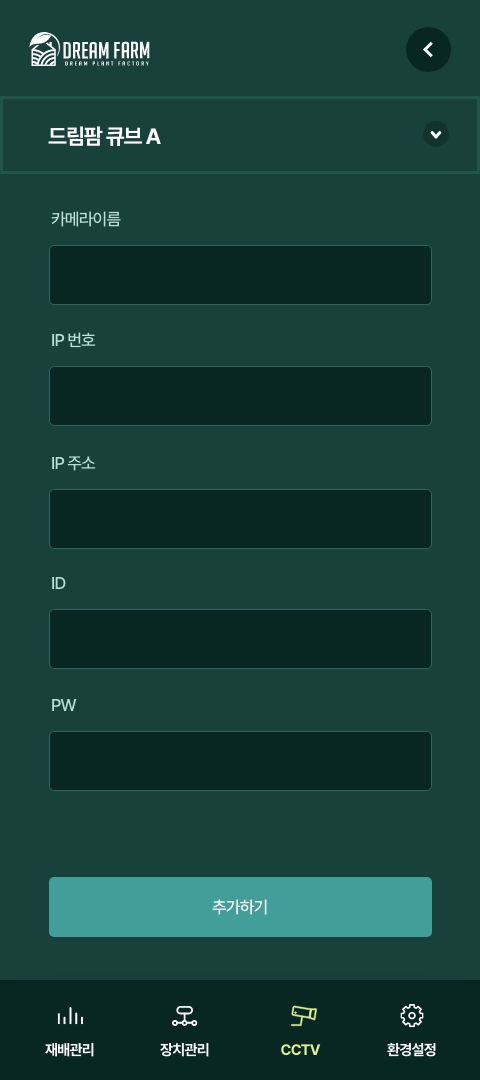 DREAM FARM
DREAM PLANT FACTORY
드림팜 큐브 A
카메라이름
IP 번호
IP 주소
ID
PW
추가하기
재배관리
장치관리
CCTV
환경설정